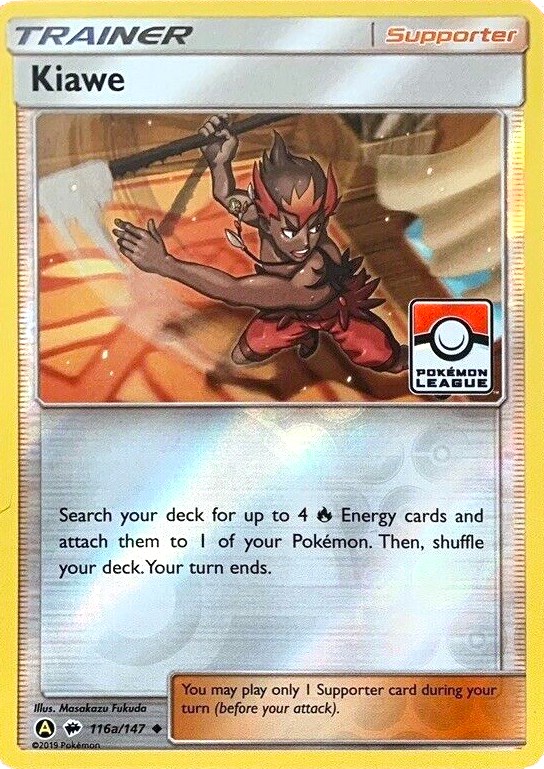 TRAINER
Supporter
Kiawe
POKÉMON
LEAGUE
Search your deck for up to 4 Energy cards and
attach them to 1 of your Pokémon. Then, shuffle
your deck. Your turn ends.
You may play only 1 Supporter card during your
turn (before your attack).
Illus. Masakazu Fukuda
A 116a/147
©2019 Pokémon